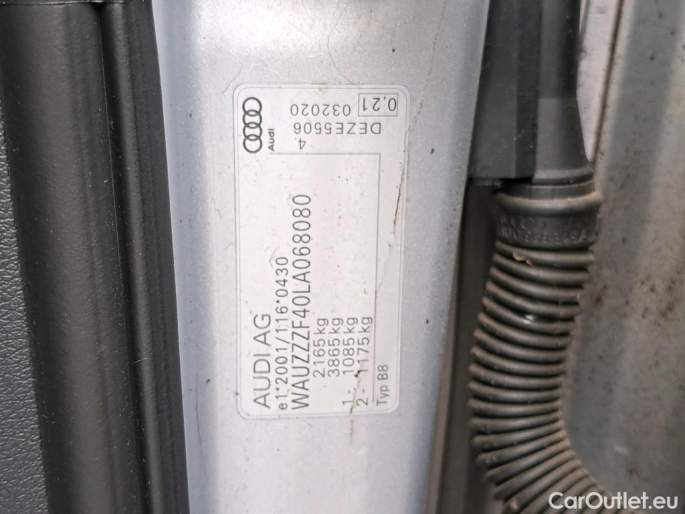 AUDI AG
e1*2001/116*0430
WAUZZZF40LA068080
2165 kg
3865 kg
1 - 1085 kg
2 - 1175 kg
Typ B8
Audi
4
DEZE5506
032020
0.21
CarOutlet.eu